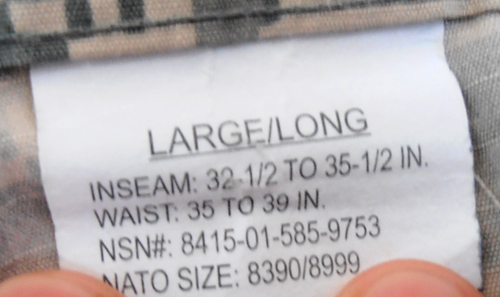 LARGE/LONG
INSEAM: 32-1/2 TO 35-1/2 IN.
WAIST: 35 TO 39 IN.
NSN#: 8415-01-585-9753
NATO SIZE: 8390/8999